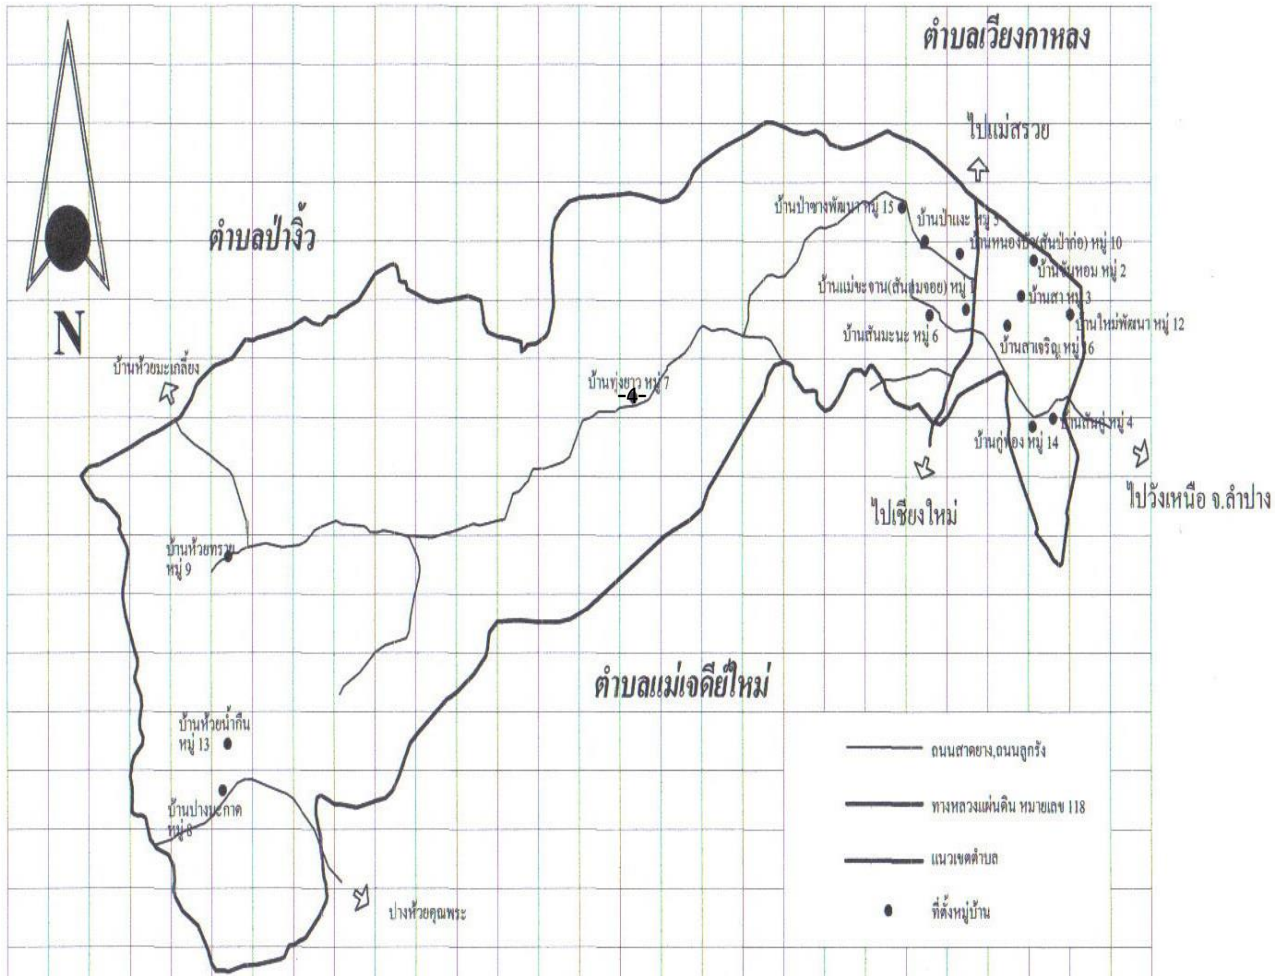 ตำบลเวียงกาหลง
ไปแม่สรวย
บ้านป่าซางพัฒนา หมู่ 15
บ้านป่าแงะ หมู่ 5
ตำบลป่างิ้ว
บ้านหนองบัว(สันป่าก่อ) หมู่ 10
บ้านจันหอม หมู่ 2
บ้านแม่ขะจาน(สันสุมจอย) หมู่
บ้านสา หมู่ 3
บ้านใหม่พัฒนา หมู่ 12
N
บ้านสันมะนะ หมู่ 6
บ้านสาเจริญ หมู่ 16
บ้านห้วยมะเกลี้ยง
บ้านทุ่งยาว หมู่ 7
-4-
บ้านสันกู่ หมู่ 4
บ้านกู่ทอง หมู่ 14
ไปวังเหนือ จ.ลำปาง
ไปเชียงใหม่
บ้านห้วยทราย
หมู่ 9
ตำบลแม่เจดีย์ใหม่
บ้านห้วยน้ำกืน
หมู่ 13
ถนนลาดยาง,ถนนลูกรัง
ทางหลวงแผ่นดิน หมายเลข 118
บ้านปางมะกาด
หมู่ 8
แนวเขตตำบล
ปางห้วยคุณพระ
ที่ตั้งหมู่บ้าน